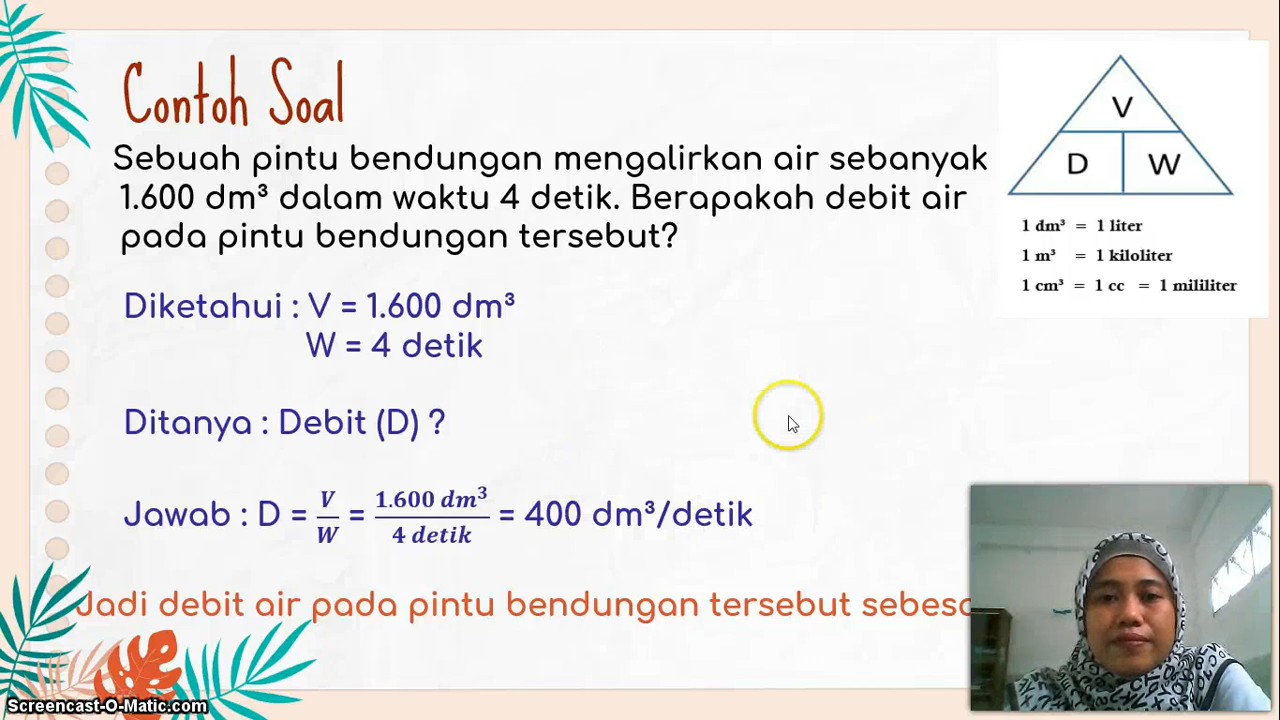 Contoh Soal
Sebuah pintu bendungan mengalirkan air sebanyak
1.600 dm³ dalam waktu 4 detik. Berapakah debit air
pada pintu bendungan tersebut?
V
D W
1 dm³ = 1 liter
1 m³ = 1 kiloliter
1 cm³ = 1 cc = 1 mililiter
Diketahui : V = 1.600 dm³
W = 4 detik
Ditanya : Debit (D) ?
Jawab : D = V/W = 1.600 dm³/4 detik = 400 dm³/detik
Jadi debit air pada pintu bendungan tersebut
Screencast-O-Matic.com